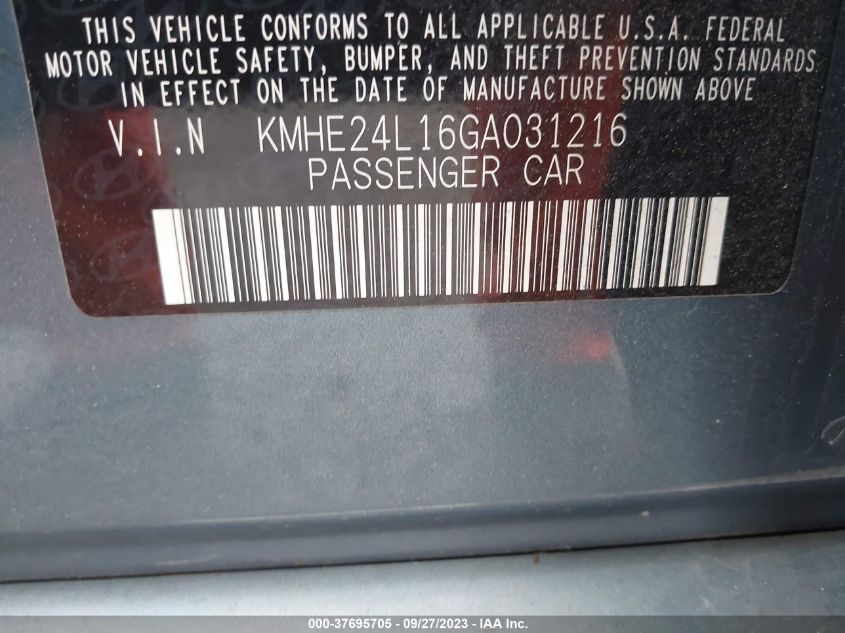 THIS VEHICLE CONFORMS TO ALL APPLICABLE U.S.A. FEDERAL
MOTOR VEHICLE SAFETY, BUMPER, AND THEFT PREVENTION STANDARDS
IN EFFECT ON THE DATE OF MANUFACTURE SHOWN ABOVE
V.I.N KMHE24L16GA031216
PASSENGER CAR
000-37695705 - 09/27/2023 - IAA Inc.